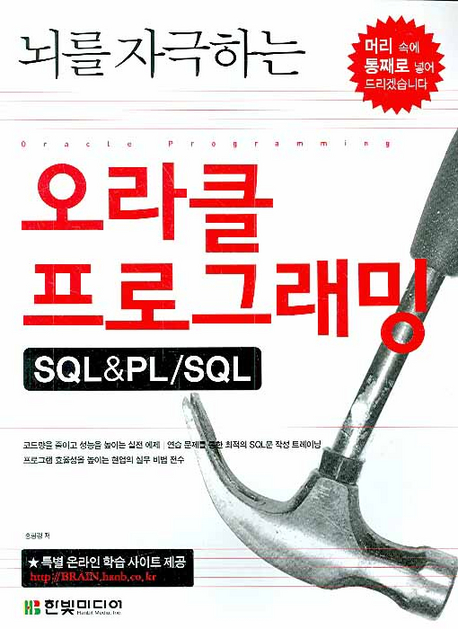 뇌를 자극하는
머리 속에
통째로 넣어
드리겠습니다
Oracle Programming
오라클
프로그래밍
SQL&PL/SQL
코드량을 줄이고 성능을 높이는 실전 예제 | 연습 문제를 통한 최적의 SQL문 작성 트레이닝
프로그램 효율성을 높이는 현업의 실무 비법 전수
★ 특별 온라인 학습 사이트 제공
http://BRAIN.hanb.co.kr
HB 한빛미디어
Hanbit Media, Inc.